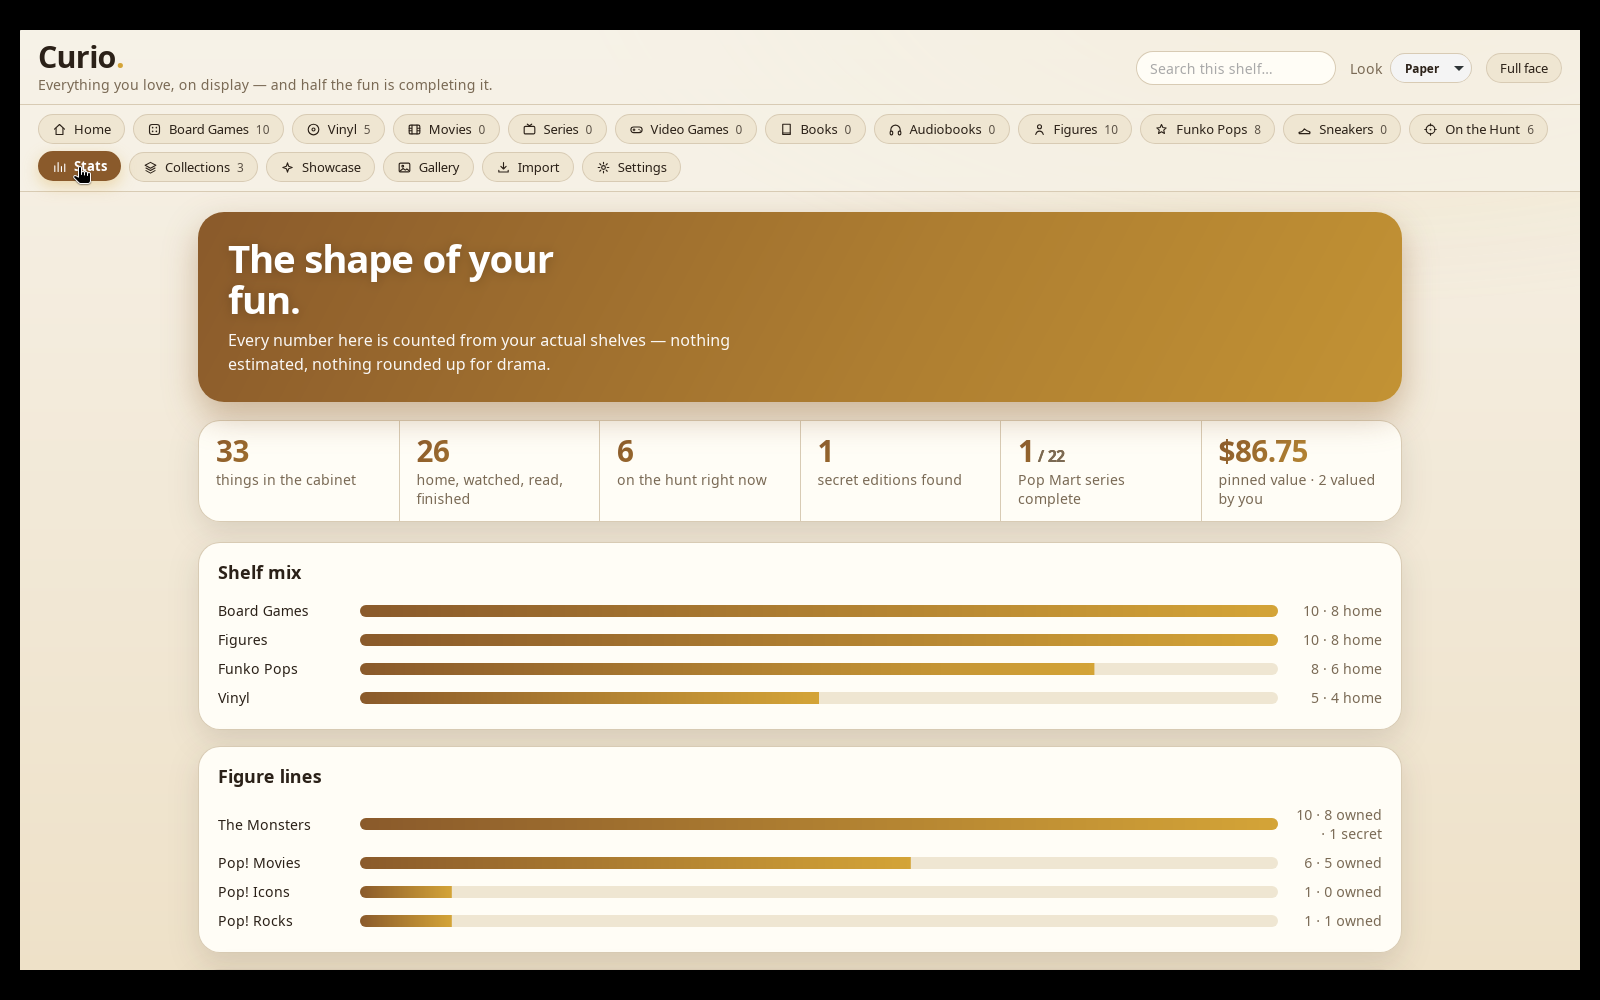 Curio.
Everything you love, on display — and half the fun is completing it.
Search this shelf...
Look
Paper
Full face
Home
Board Games 10
Vinyl 5
Movies 0
Series 0
Video Games 0
Books 0
Audiobooks 0
Figures 10
Funko Pops 8
Sneakers 0
On the Hunt 6
Stats
Collections 3
Showcase
Gallery
Import
Settings
The shape of your
fun.
Every number here is counted from your actual shelves — nothing
estimated, nothing rounded up for drama.
33
things in the cabinet
26
home, watched, read,
finished
6
on the hunt right now
1
secret editions found
1 / 22
Pop Mart series
complete
$86.75
pinned value · 2 valued
by you
Shelf mix
Board Games 10 · 8 home
Figures 10 · 8 home
Funko Pops 8 · 6 home
Vinyl 5 · 4 home
Figure lines
The Monsters 10 · 8 owned
· 1 secret
Pop! Movies 6 · 5 owned
Pop! Icons 1 · 0 owned
Pop! Rocks 1 · 1 owned